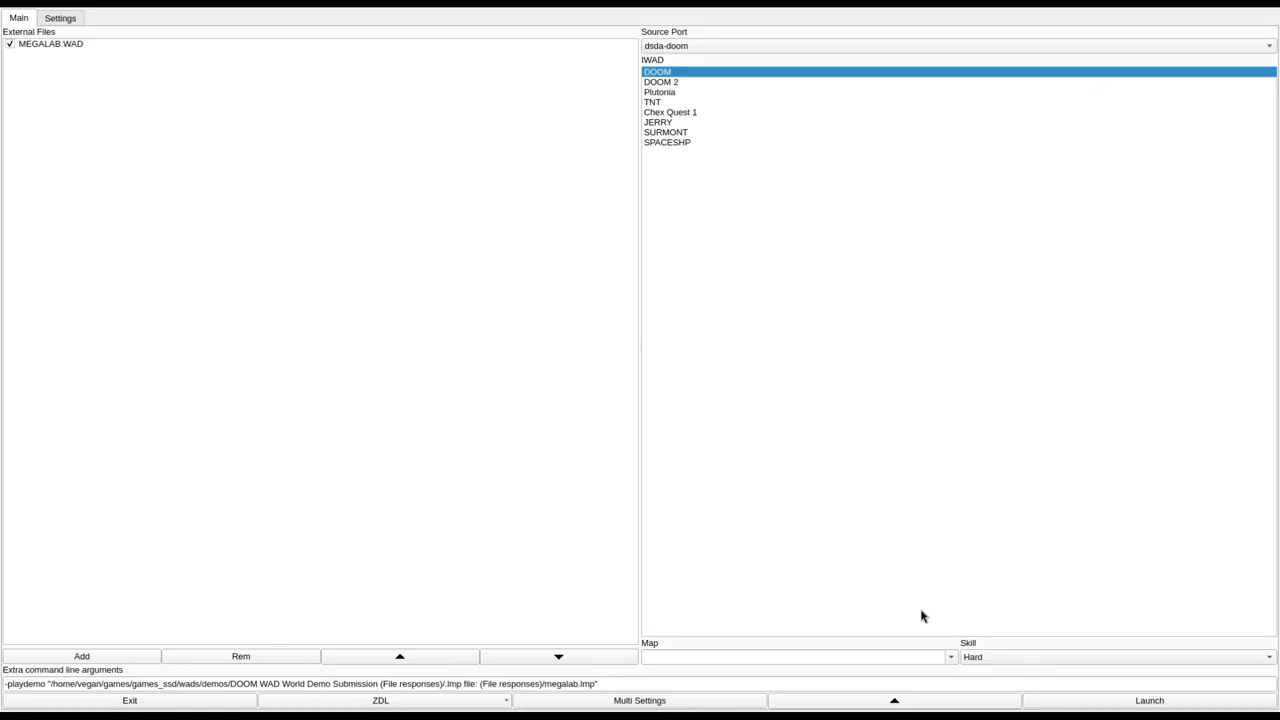 Main Settings
External Files
MEGALAB.WAD
Source Port
dsda-doom
IWAD
DOOM
DOOM 2
Plutonia
TNT
Chex Quest 1
JERRY
SURMONT
SPACESHP
Map Skill
Hard
Add Rem
Extra command line arguments
-playdemo "/home/vegan/games/games_ssd/wads/demos/DOOM WAD World Demo Submission (File responses)/.lmp file: (File responses)/megalab.lmp"
Exit ZDL Multi Settings Launch